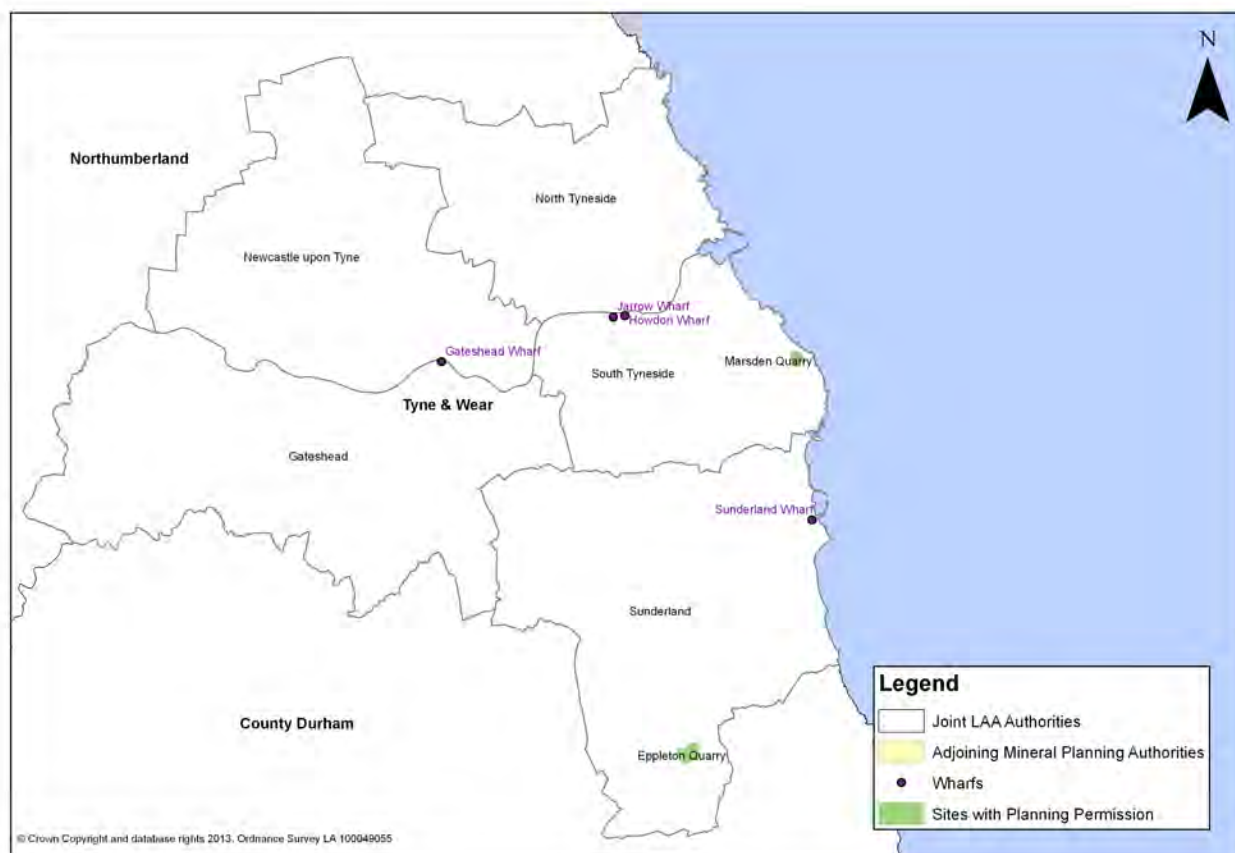 N
Northumberland
North Tyneside
Newcastle upon Tyne
Jarrow Wharf
Howdon Wharf
Gateshead Wharf
Marsden Quarry
South Tyneside
Tyne & Wear
Gateshead
Sunderland Wharf
Sunderland
County Durham
Eppleton Quarry
Legend
Joint LAA Authorities
Adjoining Mineral Planning Authorities
Wharfs
Sites with Planning Permission
© Crown Copyright and database rights 2013. Ordnance Survey LA 100049055